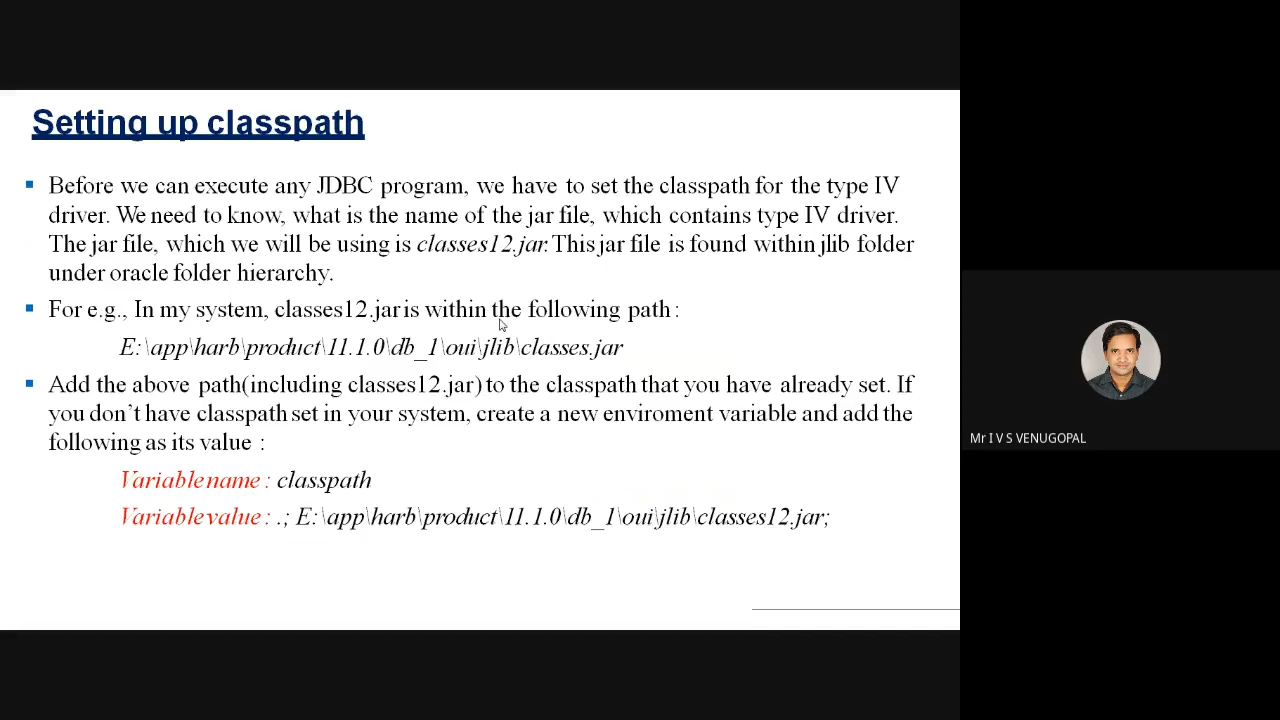 Setting up classpath
Before we can execute any JDBC program, we have to set the classpath for the type IV
driver. We need to know, what is the name of the jar file, which contains type IV driver.
The jar file, which we will be using is classes12.jar. This jar file is found within jlib folder
under oracle folder hierarchy.
For e.g., In my system, classes12.jar is within the following path :
E:\app\harb\product\11.1.0\db_1\oui\jlib\classes.jar
Add the above path(including classes12.jar) to the classpath that you have already set. If
you don’t have classpath set in your system, create a new enviroment variable and add the
following as its value :
Variable name : classpath
Variable value : .; E:\app\harb\product\11.1.0\db_1\oui\jlib\classes12.jar;
Mr I V S VENUGOPAL